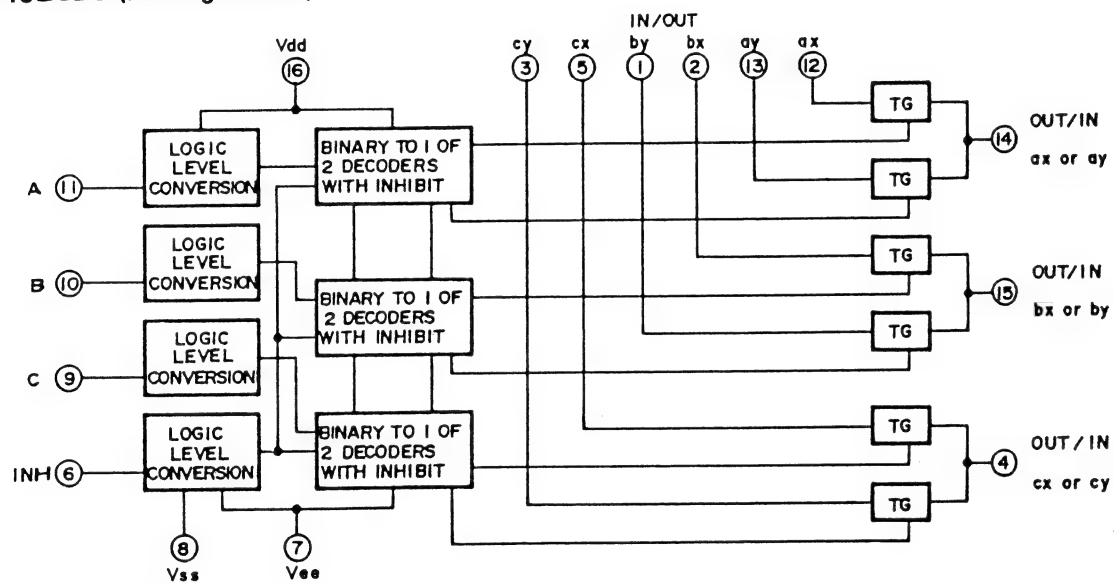 IN/OUT
Vdd
cy cx by bx ay ax
16 3 5 1 2 13 12
TG
LOGIC
LEVEL
CONVERSION
BINARY TO 1 OF
2 DECODERS
WITH INHIBIT
OUT/IN
14
A 11
TG
ax or ay
LOGIC
LEVEL
CONVERSION
B 10
TG
OUT/IN
BINARY TO 1 OF
2 DECODERS
WITH INHIBIT
15
TG
bx or by
LOGIC
LEVEL
CONVERSION
C 9
BINARY TO 1 OF
2 DECODERS
WITH INHIBIT
TG
OUT/IN
LOGIC
LEVEL
CONVERSION
4
INH 6
cx or cy
TG
8 7
Vss Vee